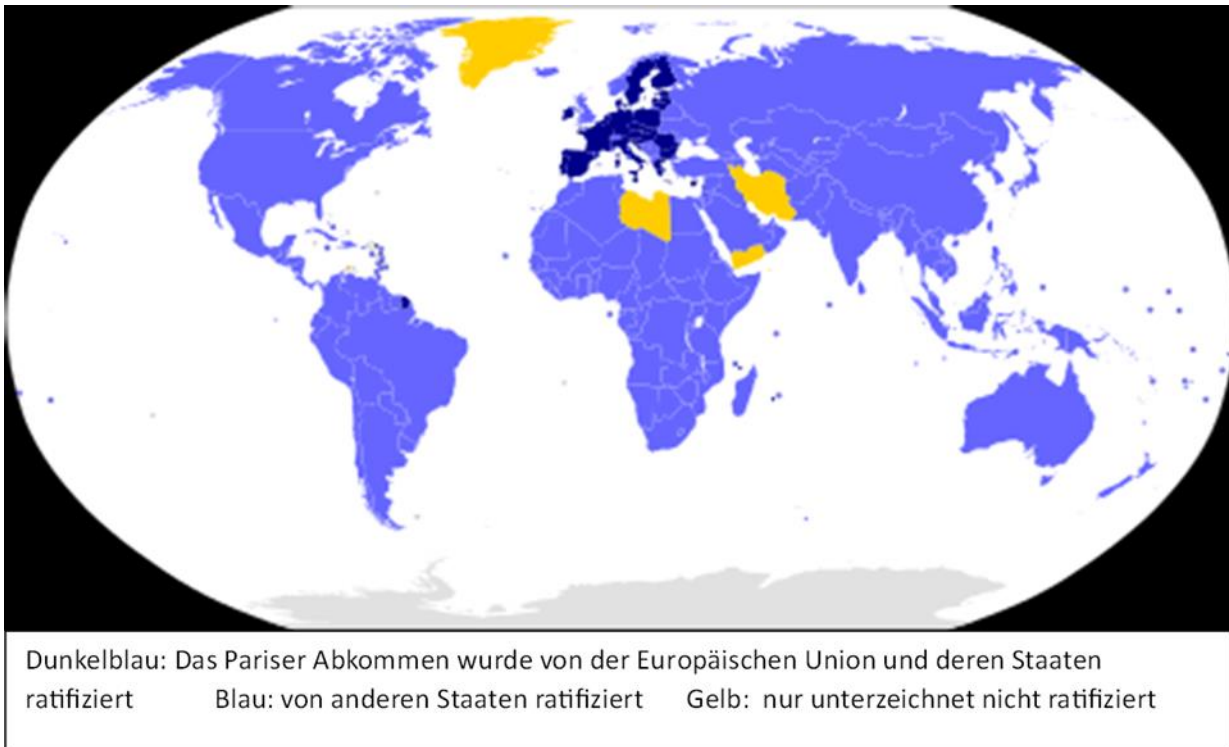 Dunkelblau: Das Pariser Abkommen wurde von der Europäischen Union und deren Staaten
ratifiziert Blau: von anderen Staaten ratifiziert Gelb: nur unterzeichnet nicht ratifiziert